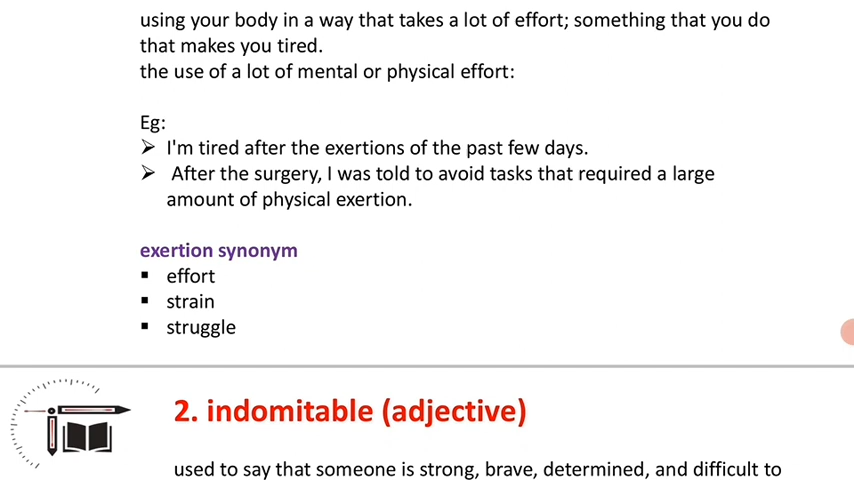 using your body in a way that takes a lot of effort; something that you do
that makes you tired.
the use of a lot of mental or physical effort:
Eg:
➢ I'm tired after the exertions of the past few days.
➢ After the surgery, I was told to avoid tasks that required a large
amount of physical exertion.
exertion synonym
▪ effort
▪ strain
▪ struggle
2. indomitable (adjective)
used to say that someone is strong, brave, determined, and difficult to